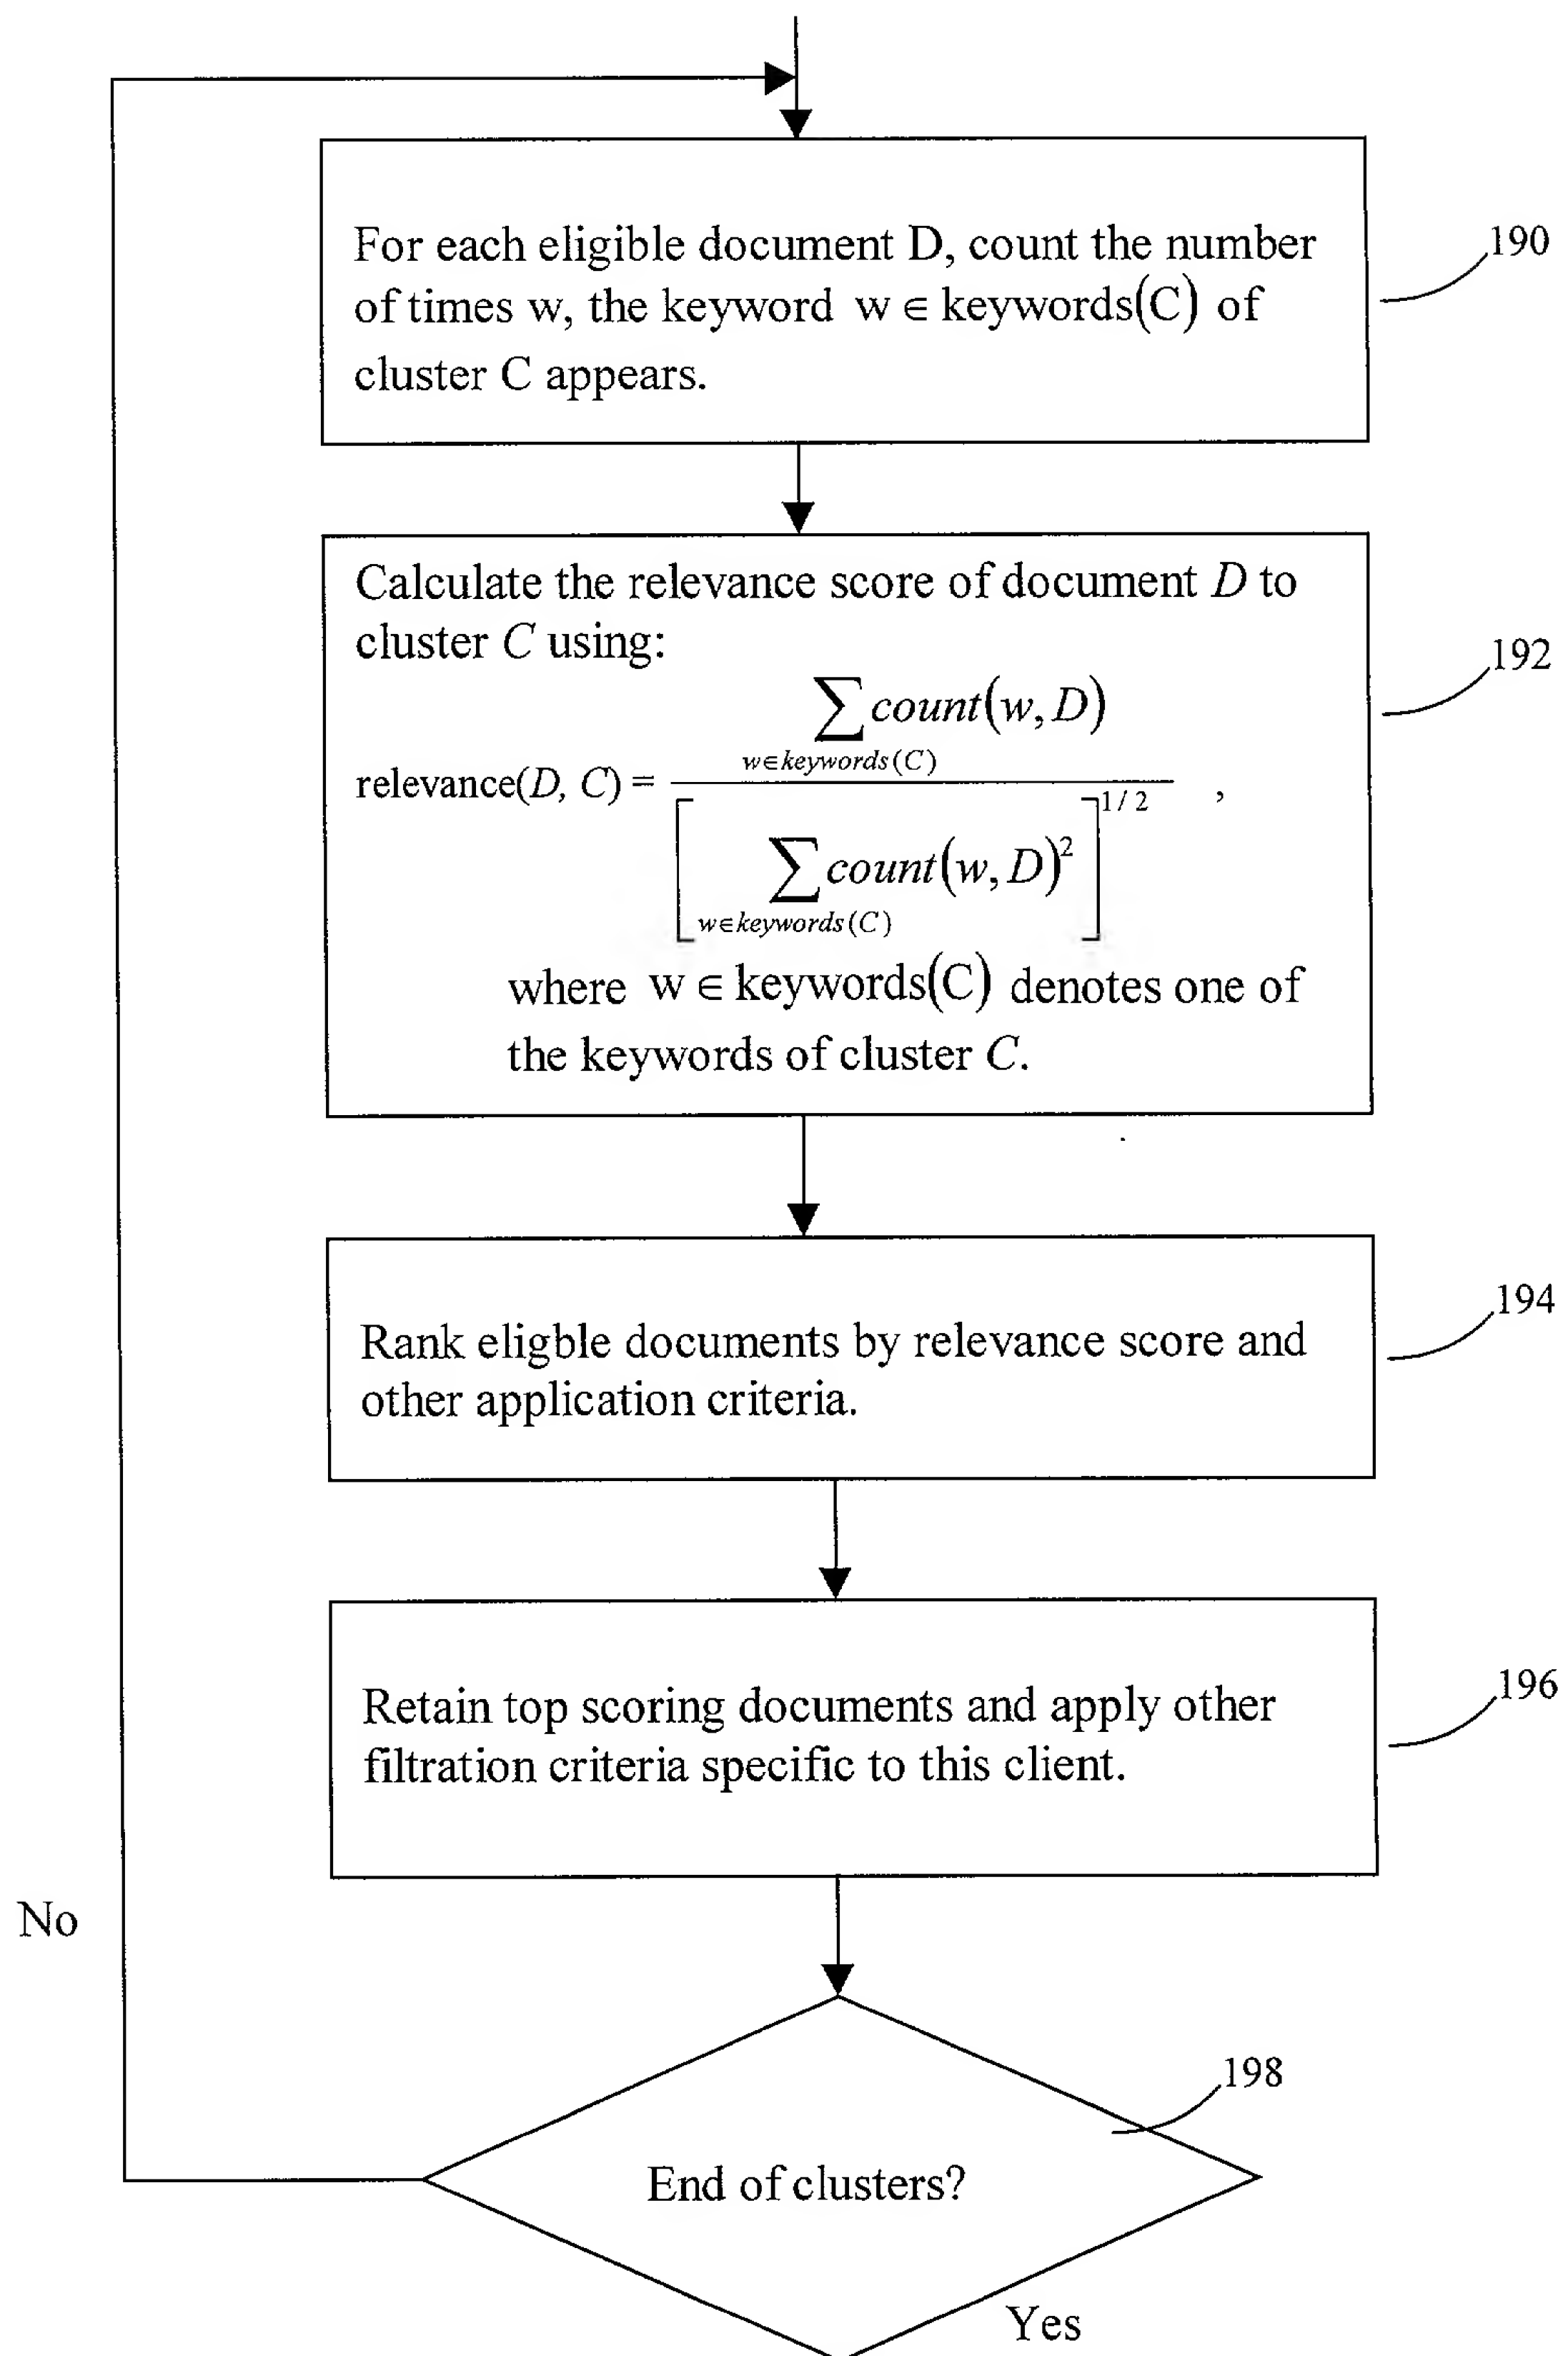 For each eligible document D, count the number
of times w, the keyword w ∈ keywords(C) of
cluster C appears.
190
Calculate the relevance score of document D to
cluster C using:
192
∑ count(w, D)
w∈keywords(C)
relevance(D, C) = ,
[∑ count(w, D)²]^1/2
w∈keywords(C)
where w ∈ keywords(C) denotes one of
the keywords of cluster C.
194
Rank eligble documents by relevance score and
other application criteria.
196
Retain top scoring documents and apply other
filtration criteria specific to this client.
No
198
End of clusters?
Yes